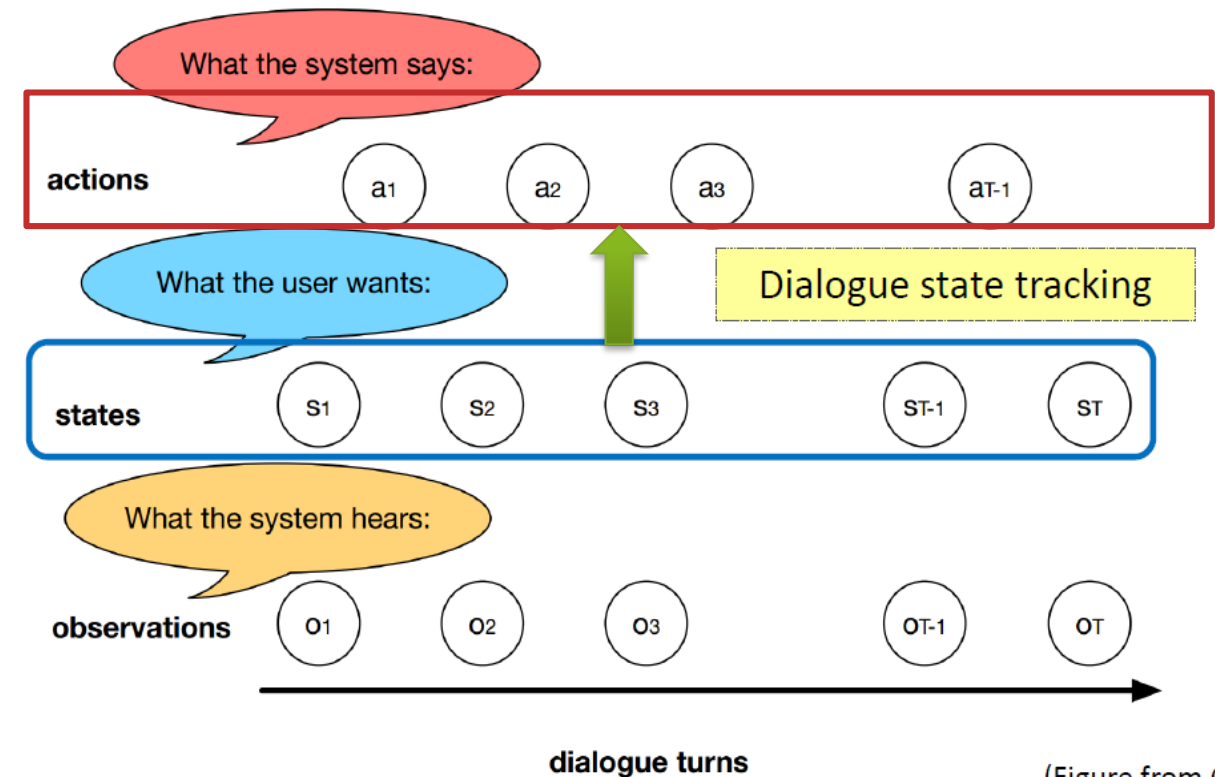 What the system says:
actions a1 a2 a3 aT-1
What the user wants:
Dialogue state tracking
states s1 s2 s3 sT-1 sT
What the system hears:
observations o1 o2 o3 oT-1 oT
dialogue turns
(Figure from